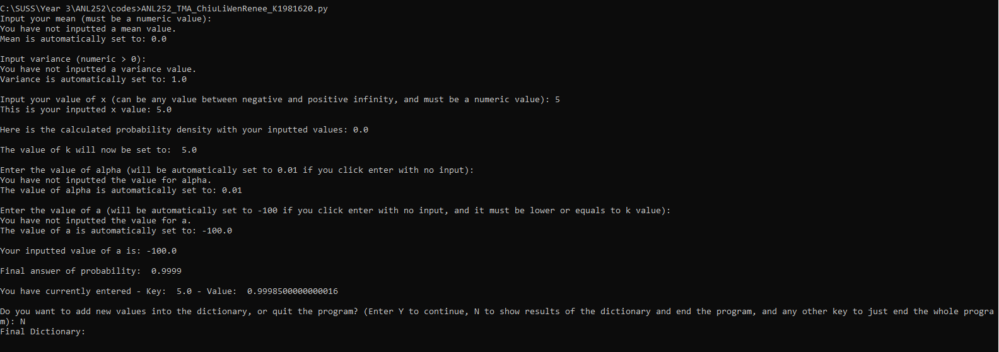 C:\SUSS\Year 3\ANL252\codes>ANL252_TMA_ChiuLiWenRenee_K1981620.py
Input your mean (must be a numeric value):
You have not inputted a mean value.
Mean is automatically set to: 0.0
Input variance (numeric > 0):
You have not inputted a variance value.
Variance is automatically set to: 1.0
Input your value of x (can be any value between negative and positive infinity, and must be a numeric value): 5
This is your inputted x value: 5.0
Here is the calculated probability density with your inputted values: 0.0
The value of k will now be set to:  5.0
Enter the value of alpha (will be automatically set to 0.01 if you click enter with no input):
You have not inputted the value for alpha.
The value of alpha is automatically set to: 0.01
Enter the value of a (will be automatically set to -100 if you click enter with no input, and it must be lower or equals to k value):
You have not inputted the value for a.
The value of a is automatically set to: -100.0
Your inputted value of a is: -100.0
Final answer of probability:  0.9999
You have currently entered - Key:  5.0 - Value:  0.9998500000000016
Do you want to add new values into the dictionary, or quit the program? (Enter Y to continue, N to show results of the dictionary and end the program, and any other key to just end the whole progra
m): N
Final Dictionary: